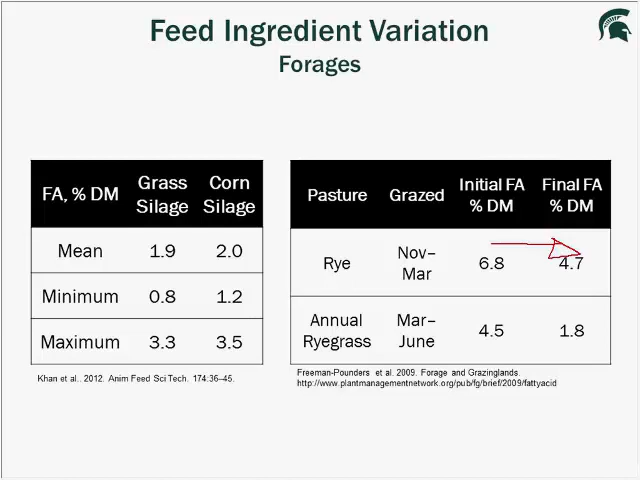 Feed Ingredient Variation
Forages
FA, % DM
Grass Silage
Corn Silage
Mean 1.9 2.0
Minimum 0.8 1.2
Maximum 3.3 3.5
Khan et al.. 2012. Anim Feed Sci Tech. 174:36–45.
Pasture
Grazed
Initial FA % DM
Final FA % DM
Rye Nov–Mar 6.8 4.7
Annual Ryegrass Mar–June 4.5 1.8
Freeman-Pounders et al. 2009. Forage and Grazinglands.
http://www.plantmanagementnetwork.org/pub/fg/brief/2009/fattyacid